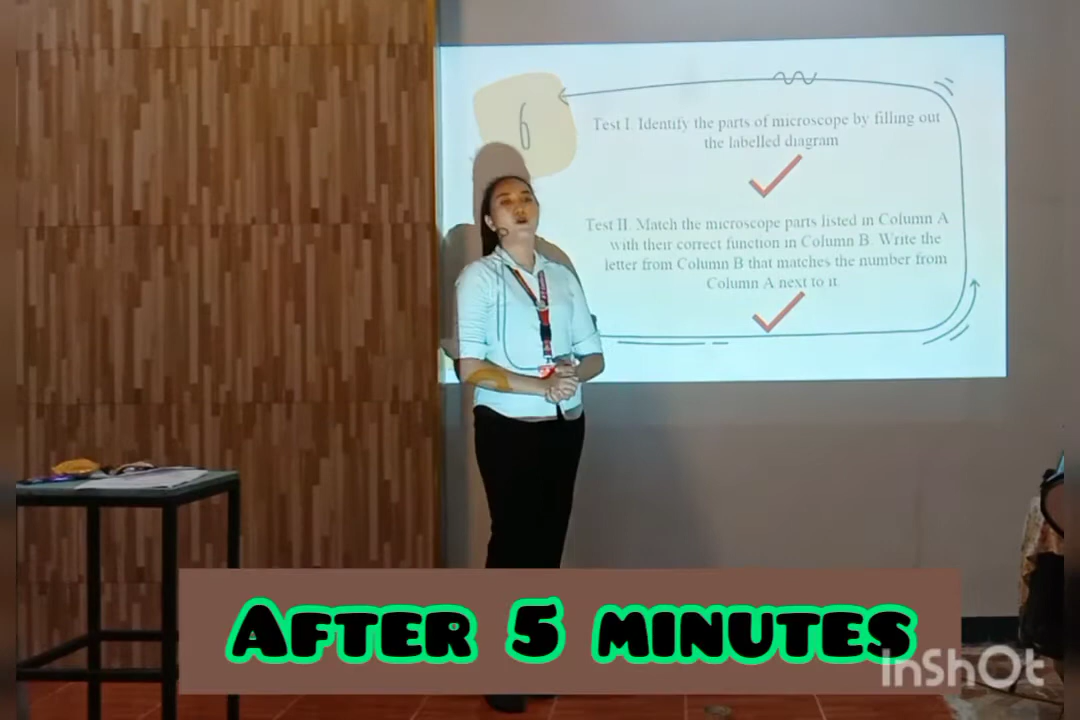 6
Test I. Identify the parts of microscope by filling out
the labelled diagram
Test II. Match the microscope parts listed in Column A
with their correct function in Column B. Write the
letter from Column B that matches the number from
Column A next to it
AFTER 5 MINUTES
InShOt